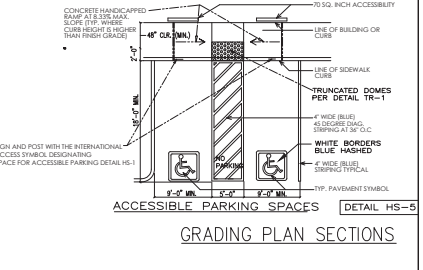 CONCRETE HANDICAPPED
RAMP AT 8.33% MAX.
SLOPE (TYP. WHERE
CURB HEIGHT IS HIGHER
THAN FINISH GRADE)
70 SQ. INCH ACCESSIBILITY
48" CLR. (MIN.)
LINE OF BUILDING OR
CURB
2'-0"
LINE OF SIDEWALK
CURB
TRUNCATED DOMES
PER DETAIL TR-1
18'-0" MIN.
4" WIDE (BLUE)
45 DEGREE DIAG.
STRIPING AT 36" O.C
GN AND POST WITH THE INTERNATIONAL
CCESS SYMBOL DESIGNATING
PACE FOR ACCESSIBLE PARKING DETAIL HS-1
WHITE BORDERS
BLUE HASHED
NO
PARKING
4" WIDE (BLUE)
STRIPING TYPICAL
TYP. PAVEMENT SYMBOL
9'-0" MIN. 5'-0" 9'-0" MIN.
ACCESSIBLE PARKING SPACES
DETAIL HS-5
GRADING PLAN SECTIONS